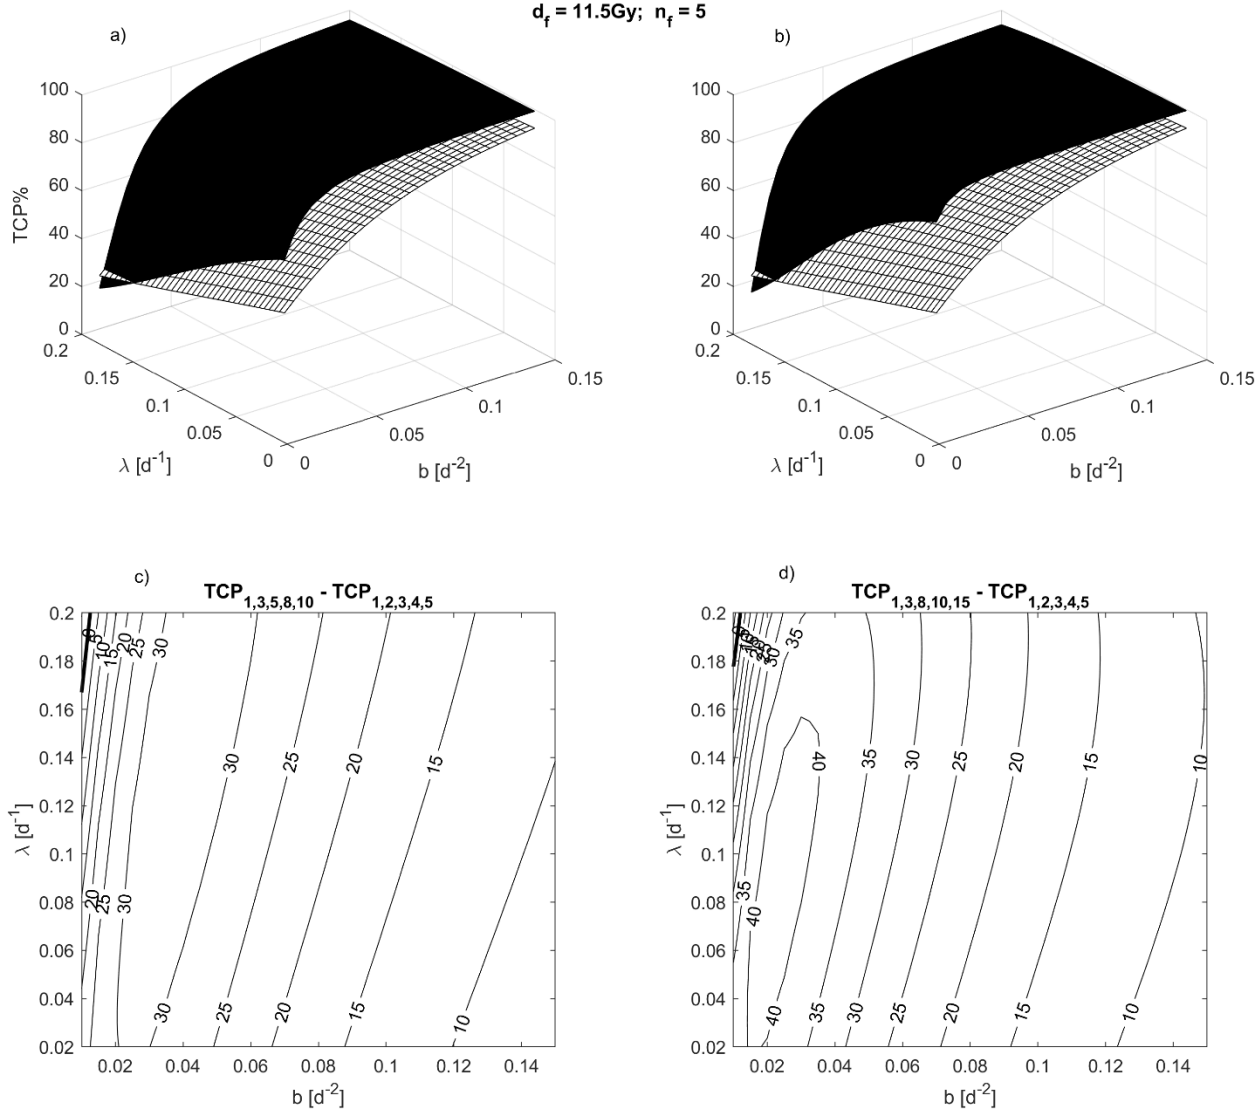 d_f = 11.5Gy; n_f = 5
a)
b)
100
80
60
40
20
0
TCP%
0.2
0.15
0.1
0.05
0
λ [d^-1]
0
0.05
0.1
0.15
b [d^-2]
100
80
60
40
20
0
0.2
0.15
0.1
0.05
0
λ [d^-1]
0
0.05
0.1
0.15
b [d^-2]
c)
TCP_1,3,5,8,10 - TCP_1,2,3,4,5
0.2
0.18
0.16
0.14
0.12
0.1
0.08
0.06
0.04
0.02
λ [d^-1]
0 5 10 15 20 25 30
30 25 20 15
20 25 30
30 25 20 15 10
0.02 0.04 0.06 0.08 0.1 0.12 0.14
b [d^-2]
d)
TCP_1,3,8,10,15 - TCP_1,2,3,4,5
0.2
0.18
0.16
0.14
0.12
0.1
0.08
0.06
0.04
0.02
λ [d^-1]
30 35
40 35 30 25 20 15 10
35 40
40 35 30 25 20 15 10
0.02 0.04 0.06 0.08 0.1 0.12 0.14
b [d^-2]